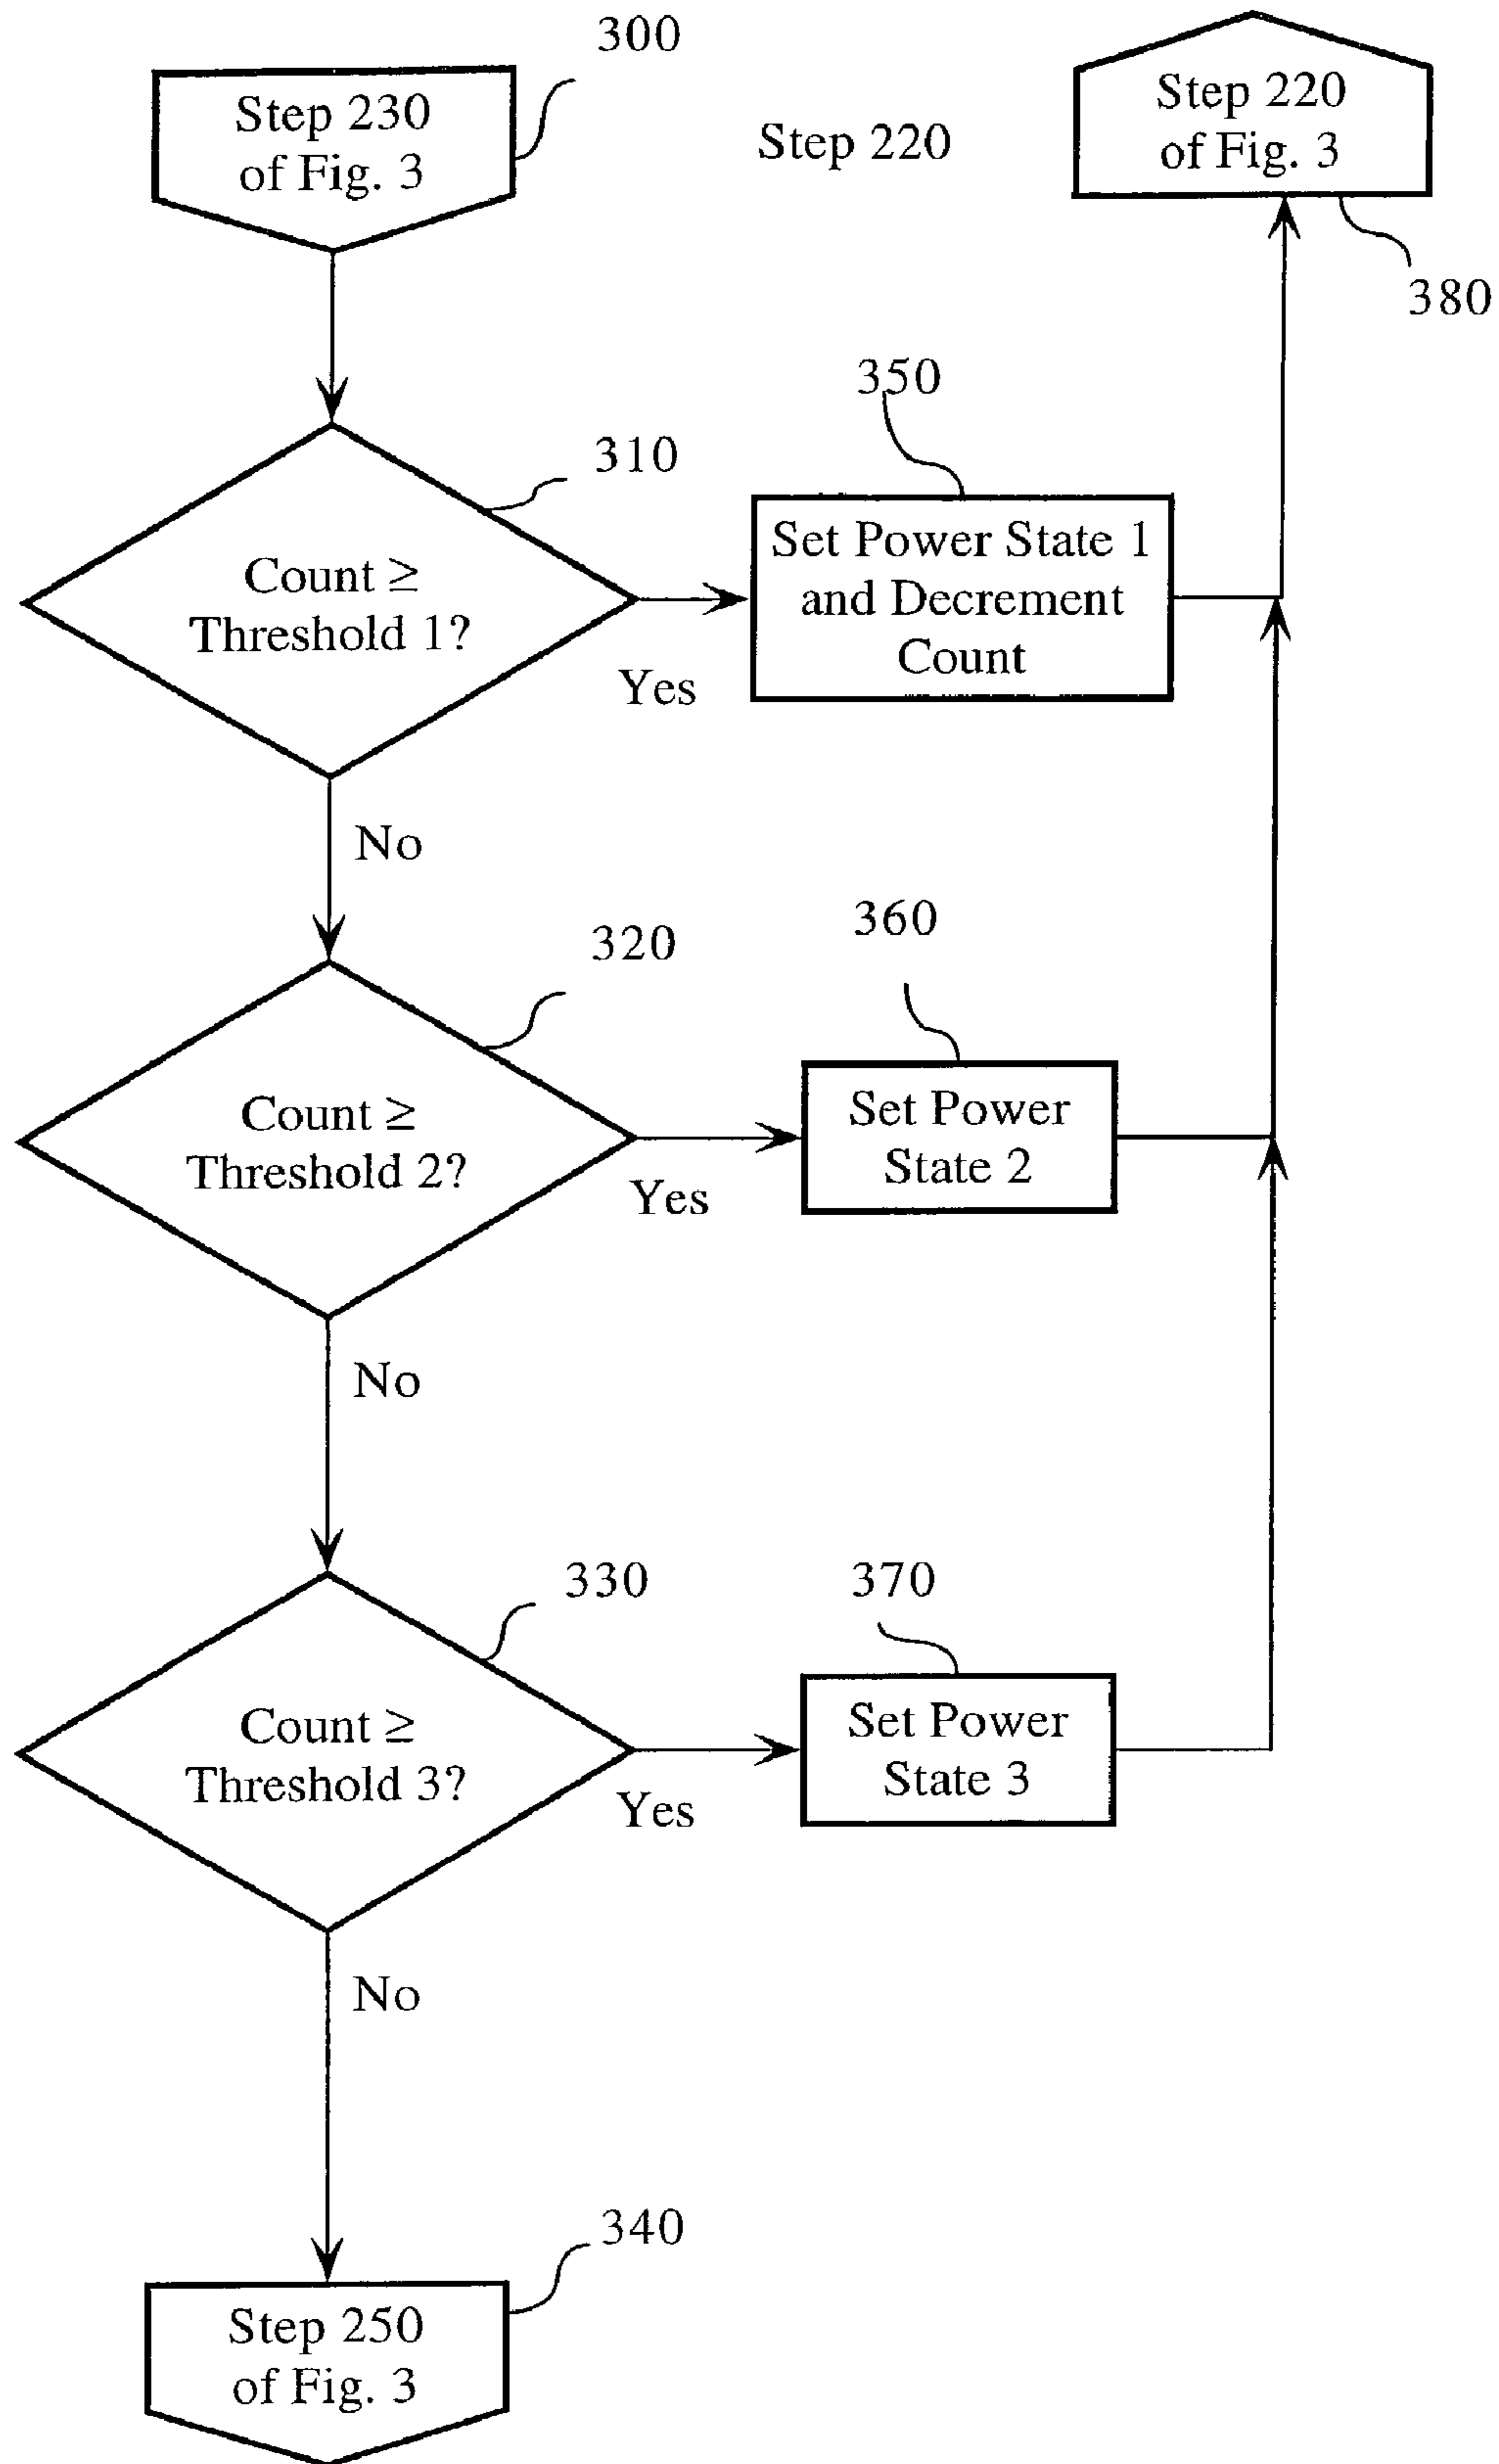 300
Step 230
of Fig. 3
Step 220
Step 220
of Fig. 3
380
350
310
Count ≥
Threshold 1?
Yes
Set Power State 1
and Decrement
Count
No
360
320
Count ≥
Threshold 2?
Yes
Set Power
State 2
No
330
370
Count ≥
Threshold 3?
Yes
Set Power
State 3
No
340
Step 250
of Fig. 3